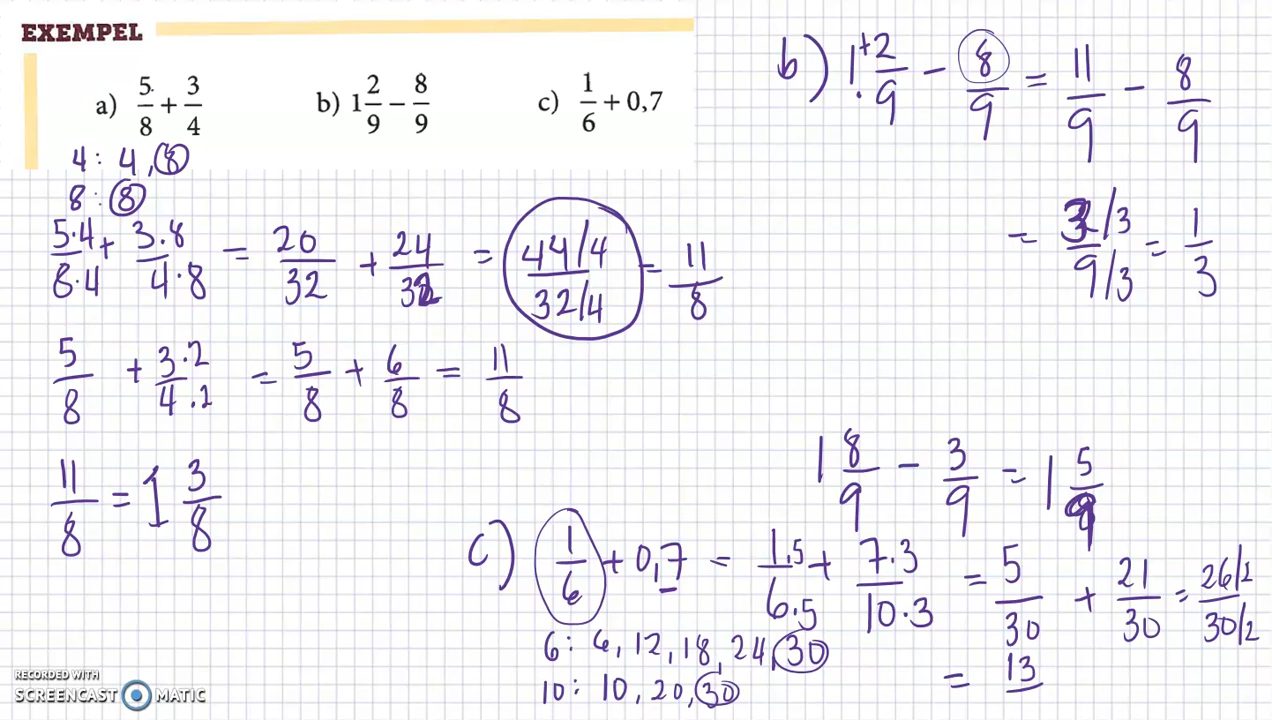 EXEMPEL
a) 5/8 + 3/4 b) 1 2/9 − 8/9 c) 1/6 + 0,7
4: 4, 8
8: 8
5·4/8·4 + 3·8/4·8 = 20/32 + 24/32 = 44/4 / 32/4 = 11/8
5/8 + 3·2/4·2 = 5/8 + 6/8 = 11/8
11/8 = 1 3/8
b) 1 + 2/9 − 8/9 = 11/9 − 8/9
= 3/3 / 9/3 = 1/3
1 8/9 − 3/9 = 1 5/9
c) 1/6 + 0,7 = 1·5/6·5 + 7·3/10·3 = 5/30 + 21/30 = 26/2 / 30/2
6: 6, 12, 18, 24, 30
10: 10, 20, 30
= 13
RECORDED WITH
SCREENCAST MATIC